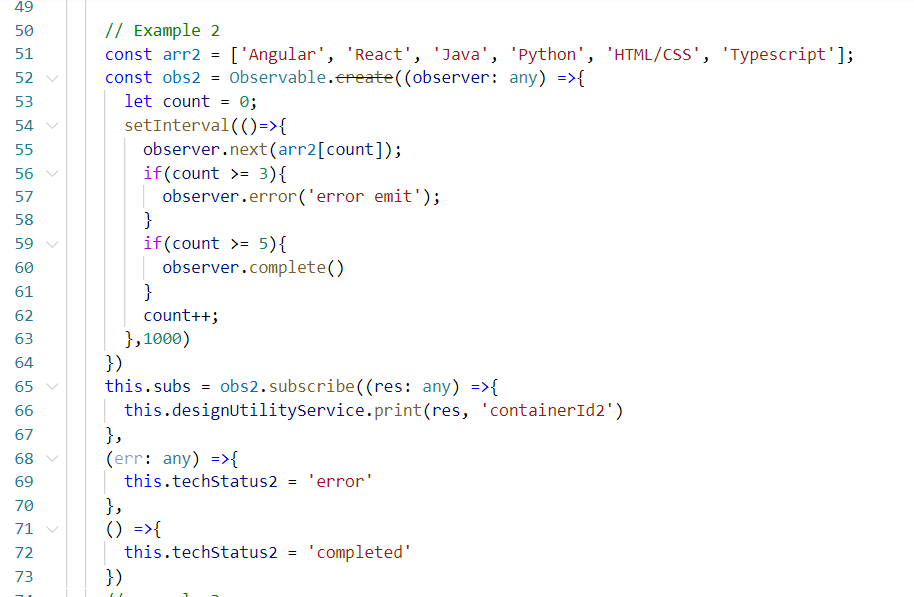 49
50 // Example 2
51 const arr2 = ['Angular', 'React', 'Java', 'Python', 'HTML/CSS', 'Typescript'];
52 const obs2 = Observable.create((observer: any) =>{
53 let count = 0;
54 setInterval(()=>{
55 observer.next(arr2[count]);
56 if(count >= 3){
57 observer.error('error emit');
58 }
59 if(count >= 5){
60 observer.complete()
61 }
62 count++;
63 },1000)
64 })
65 this.subs = obs2.subscribe((res: any) =>{
66 this.designUtilityService.print(res, 'containerId2')
67 },
68 (err: any) =>{
69 this.techStatus2 = 'error'
70 },
71 () =>{
72 this.techStatus2 = 'completed'
73 })